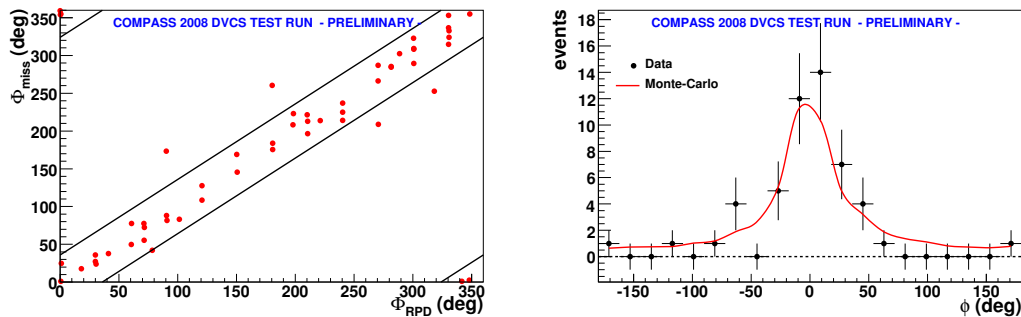 COMPASS 2008 DVCS TEST RUN - PRELIMINARY -
Φmiss (deg)
350
300
250
200
150
100
50
0
0 50 100 150 200 250 300 350
ΦRPD (deg)
COMPASS 2008 DVCS TEST RUN - PRELIMINARY -
events
Data
Monte-Carlo
18
16
14
12
10
8
6
4
2
0
-150 -100 -50 0 50 100 150
ϕ (deg)